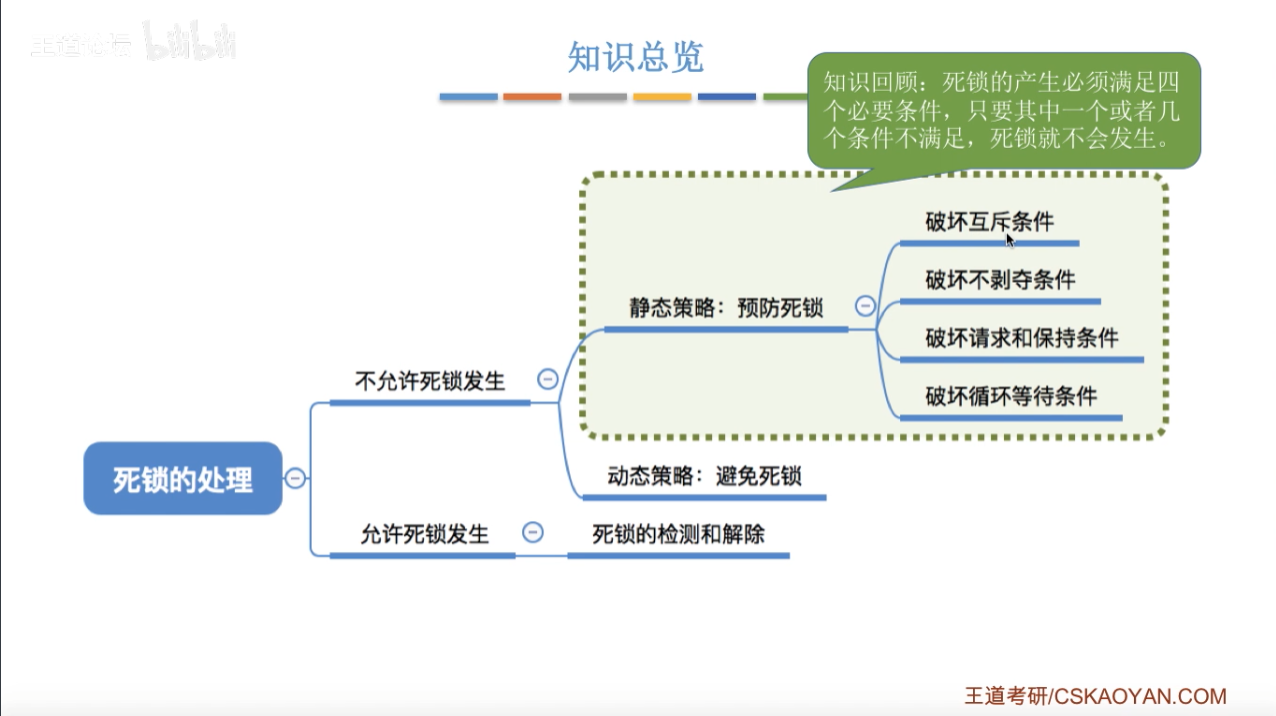 王道论坛 bilibili
知识总览
知识回顾：死锁的产生必须满足四
个必要条件，只要其中一个或者几
个条件不满足，死锁就不会发生。
破坏互斥条件
破坏不剥夺条件
静态策略：预防死锁
破坏请求和保持条件
不允许死锁发生
破坏循环等待条件
死锁的处理
动态策略：避免死锁
允许死锁发生
死锁的检测和解除
王道考研/CSKAOYAN.COM